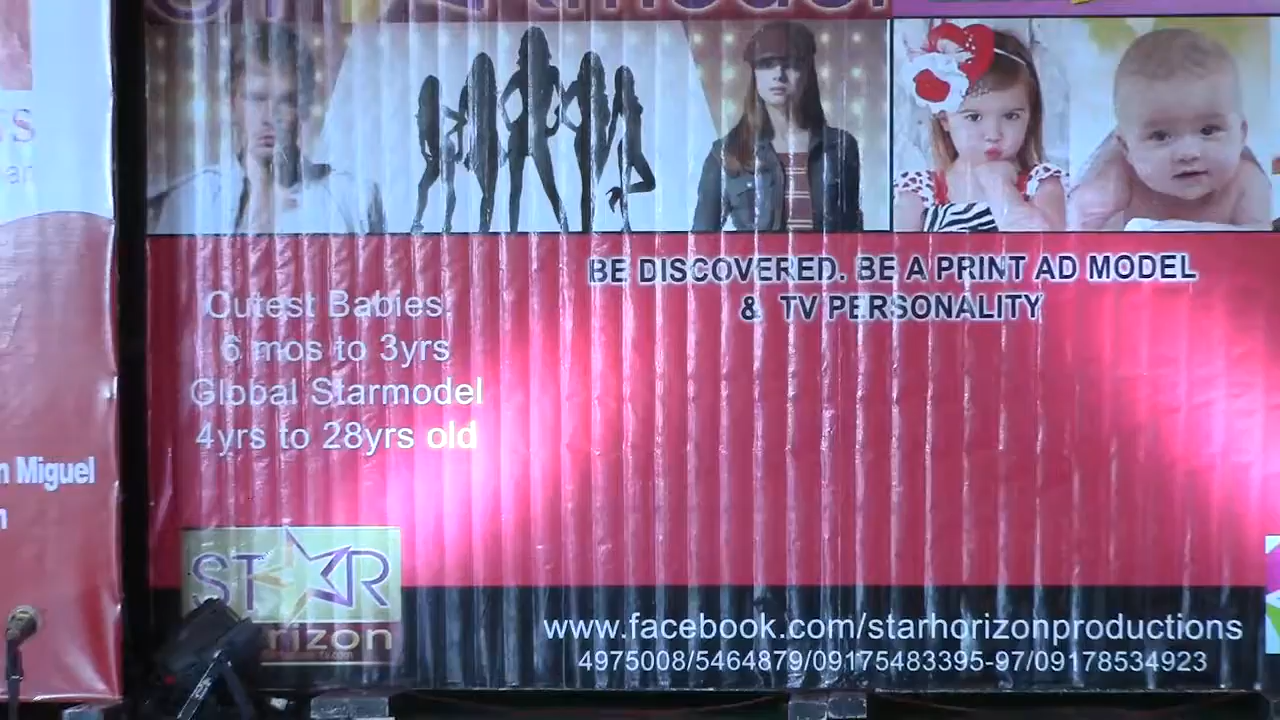 BE DISCOVERED. BE A PRINT AD MODEL
& TV PERSONALITY
Cutest Babies:
6 mos to 3yrs
Global Starmodel
4yrs to 28yrs old
n Miguel
STAR
rizon
www.facebook.com/starhorizonproductions
4975008/5464879/09175483395-97/09178534923